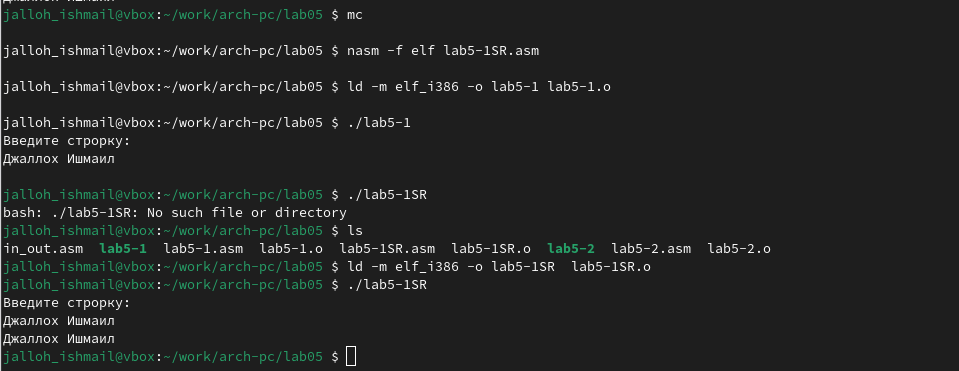 jalloh_ishmail@vbox:~/work/arch-pc/lab05 $ mc
jalloh_ishmail@vbox:~/work/arch-pc/lab05 $ nasm -f elf lab5-1SR.asm
jalloh_ishmail@vbox:~/work/arch-pc/lab05 $ ld -m elf_i386 -o lab5-1 lab5-1.o
jalloh_ishmail@vbox:~/work/arch-pc/lab05 $ ./lab5-1
Введите строрку:
Джаллох Ишмаил
jalloh_ishmail@vbox:~/work/arch-pc/lab05 $ ./lab5-1SR
bash: ./lab5-1SR: No such file or directory
jalloh_ishmail@vbox:~/work/arch-pc/lab05 $ ls
in_out.asm  lab5-1  lab5-1.asm  lab5-1.o  lab5-1SR.asm  lab5-1SR.o  lab5-2  lab5-2.asm  lab5-2.o
jalloh_ishmail@vbox:~/work/arch-pc/lab05 $ ld -m elf_i386 -o lab5-1SR  lab5-1SR.o
jalloh_ishmail@vbox:~/work/arch-pc/lab05 $ ./lab5-1SR
Введите строрку:
Джаллох Ишмаил
Джаллох Ишмаил
jalloh_ishmail@vbox:~/work/arch-pc/lab05 $